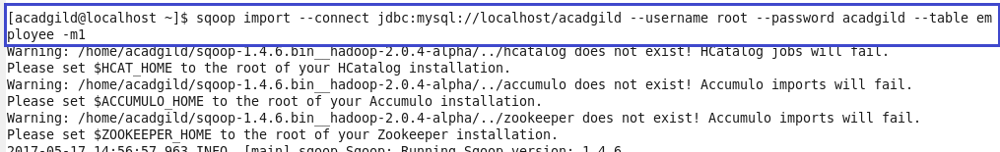 [acadgild@localhost ~]$ sqoop import --connect jdbc:mysql://localhost/acadgild --username root --password acadgild --table em
ployee -m1
Warning: /home/acadgild/sqoop-1.4.6.bin__hadoop-2.0.4-alpha/../hcatalog does not exist! HCatalog jobs will fail.
Please set $HCAT_HOME to the root of your HCatalog installation.
Warning: /home/acadgild/sqoop-1.4.6.bin__hadoop-2.0.4-alpha/../accumulo does not exist! Accumulo imports will fail.
Please set $ACCUMULO_HOME to the root of your Accumulo installation.
Warning: /home/acadgild/sqoop-1.4.6.bin__hadoop-2.0.4-alpha/../zookeeper does not exist! Accumulo imports will fail.
Please set $ZOOKEEPER_HOME to the root of your Zookeeper installation.
2017-05-17 14:56:57,963 INFO  [main] sqoop.Sqoop: Running Sqoop version: 1.4.6